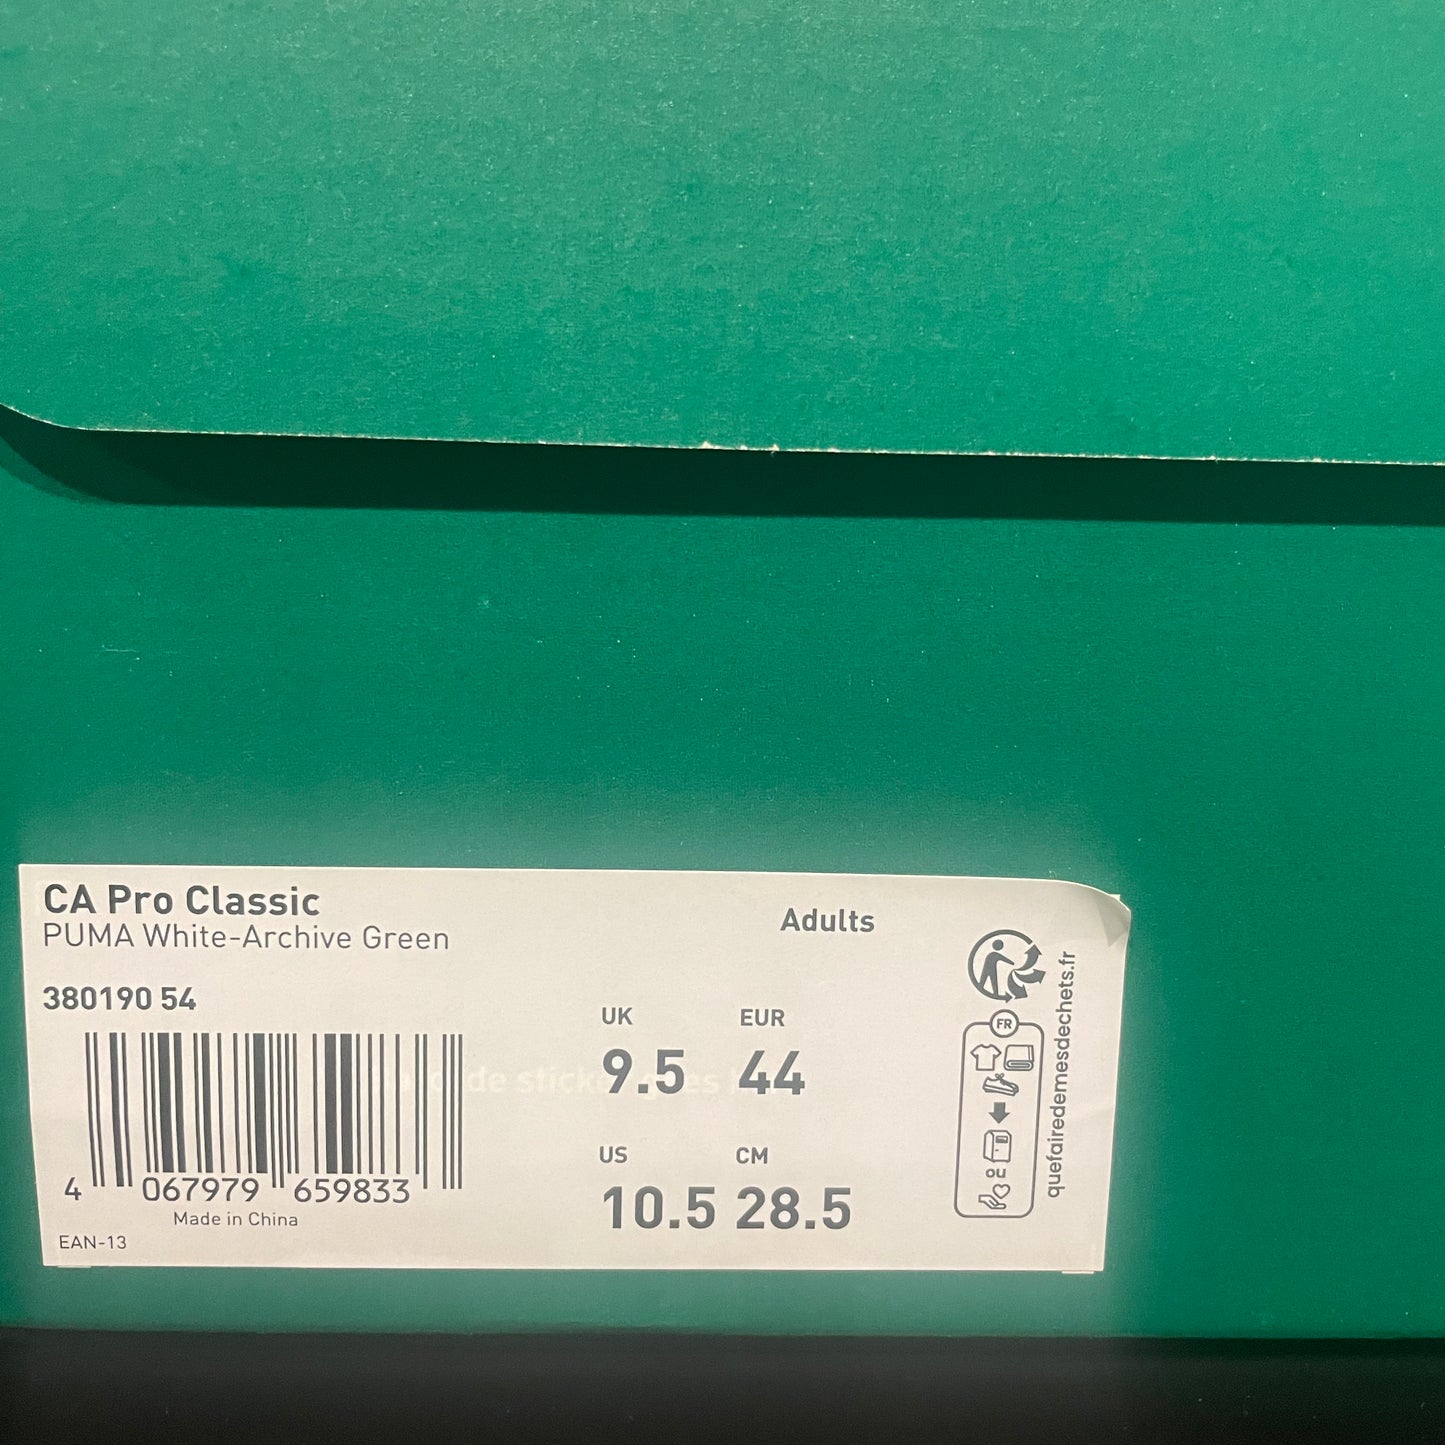 CA Pro Classic
PUMA White-Archive Green
Adults
380190 54
UK
EUR
9.5
44
US
CM
10.5
28.5
4 067979 659833
Made in China
EAN-13
FR
ou
quefairedemesdechets.fr